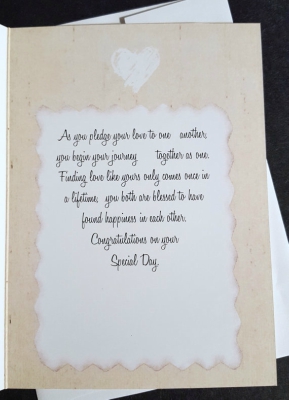 As you pledge your love to one another,
you begin your journey together as one.
Finding love like yours only comes once in
a lifetime, you both are blessed to have
found happiness in each other.
Congratulations on your
Special Day.